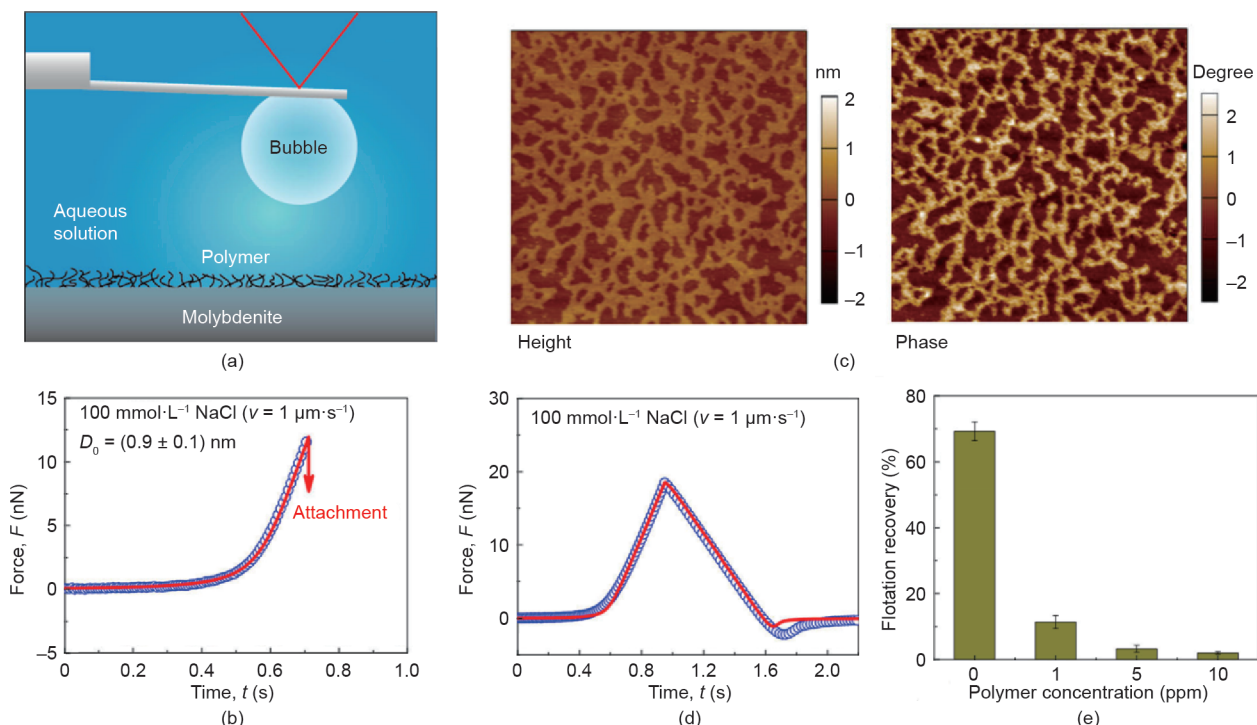 Bubble
Aqueous
solution
Polymer
Molybdenite
(a)
nm
2
1
0
–1
–2
Height
Degree
2
1
0
–1
–2
Phase
(c)
15
10
5
0
–5
Force, F (nN)
100 mmol·L⁻¹ NaCl (v = 1 μm·s⁻¹)
D₀ = (0.9 ± 0.1) nm
Attachment
0 0.2 0.4 0.6 0.8 1.0
Time, t (s)
(b)
30
20
10
0
Force, F (nN)
100 mmol·L⁻¹ NaCl (v = 1 μm·s⁻¹)
0 0.4 0.8 1.2 1.6 2.0
Time, t (s)
(d)
80
60
40
20
0
Flotation recovery (%)
0 1 5 10
Polymer concentration (ppm)
(e)